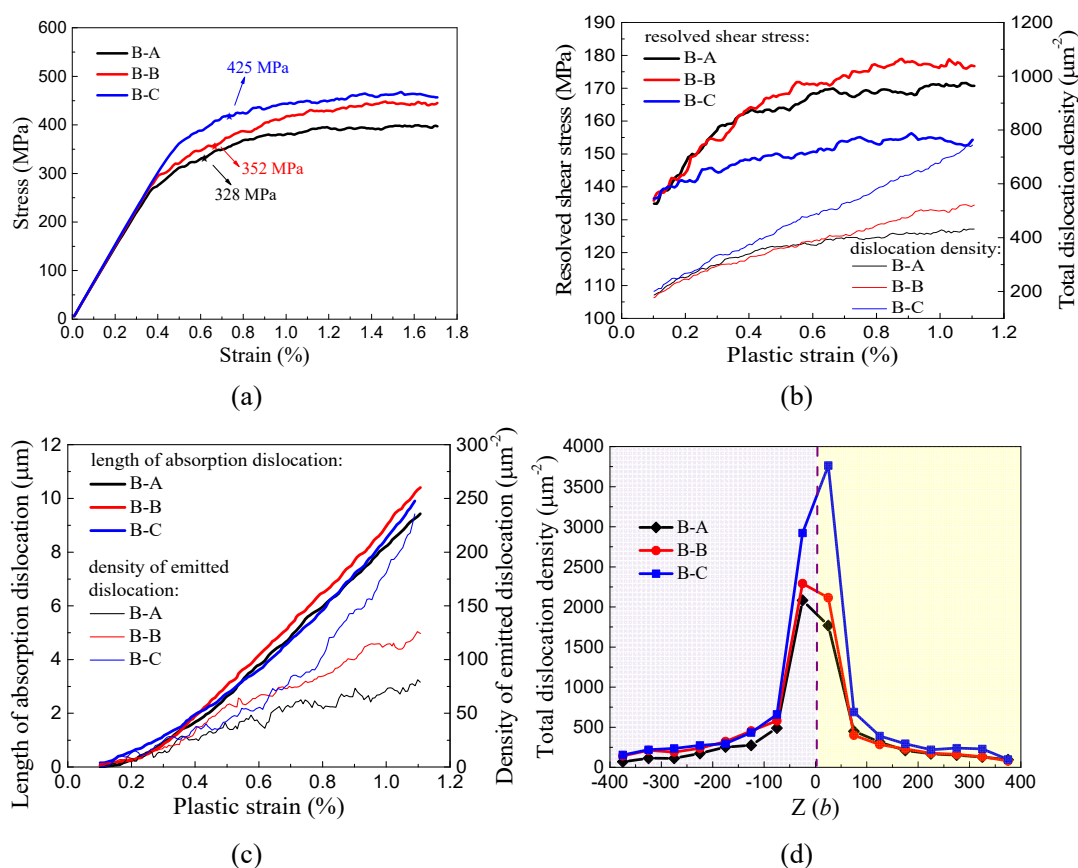 600
500
400
300
200
100
0
Stress (MPa)
B-A
B-B
B-C
425 MPa
352 MPa
328 MPa
0.0 0.2 0.4 0.6 0.8 1.0 1.2 1.4 1.6 1.8
Strain (%)
(a)
190
180
170
160
150
140
130
120
110
100
Resolved shear stress (MPa)
resolved shear stress:
B-A
B-B
B-C
dislocation density:
B-A
B-B
B-C
1200
1000
800
600
400
200
Total dislocation density (μm⁻²)
0.0 0.2 0.4 0.6 0.8 1.0 1.2
Plastic strain (%)
(b)
12
10
8
6
4
2
0
Length of absorption dislocation (μm)
length of absorption dislocation:
B-A
B-B
B-C
density of emitted
dislocation:
B-A
B-B
B-C
300
250
200
150
100
50
0
Density of emitted dislocation (μm⁻²)
0.0 0.2 0.4 0.6 0.8 1.0 1.2
Plastic strain (%)
(c)
4000
3500
3000
2500
2000
1500
1000
500
0
Total dislocation density (μm⁻²)
B-A
B-B
B-C
-400 -300 -200 -100 0 100 200 300 400
Z (b)
(d)